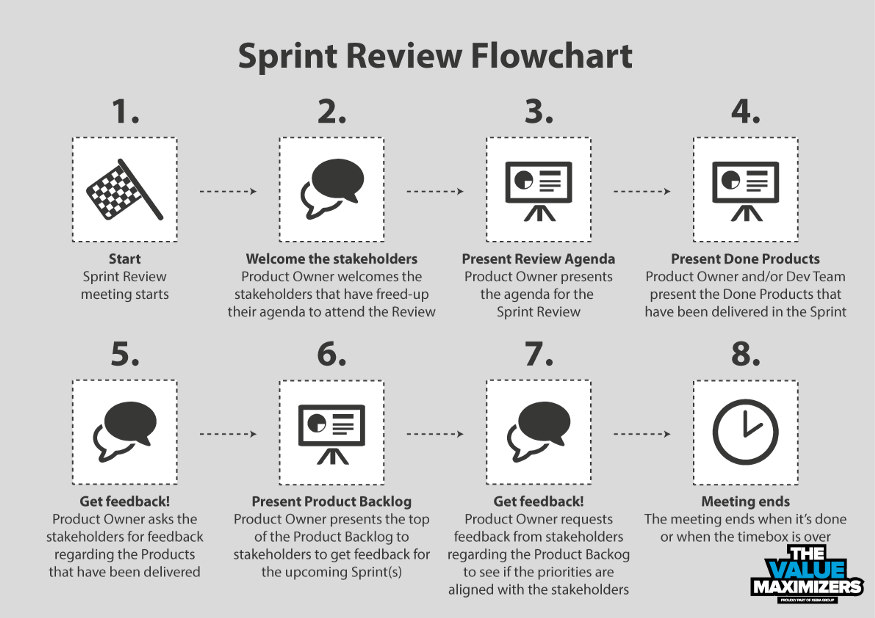 Sprint Review Flowchart
1.
2.
3.
4.
Start
Sprint Review
meeting starts
Welcome the stakeholders
Product Owner welcomes the
stakeholders that have freed-up
their agenda to attend the Review
Present Review Agenda
Product Owner presents
the agenda for the
Sprint Review
Present Done Products
Product Owner and/or Dev Team
present the Done Products that
have been delivered in the Sprint
5.
6.
7.
8.
Get feedback!
Product Owner asks the
stakeholders for feedback
regarding the Products
that have been delivered
Present Product Backlog
Product Owner presents the top
of the Product Backlog to
stakeholders to get feedback for
the upcoming Sprint(s)
Get feedback!
Product Owner requests
feedback from stakeholders
regarding the Product Backog
to see if the priorities are
aligned with the stakeholders
Meeting ends
The meeting ends when it's done
or when the timebox is over
THE
VALUE
MAXIMIZERS
PROUDLY PART OF XEBIA GROUP